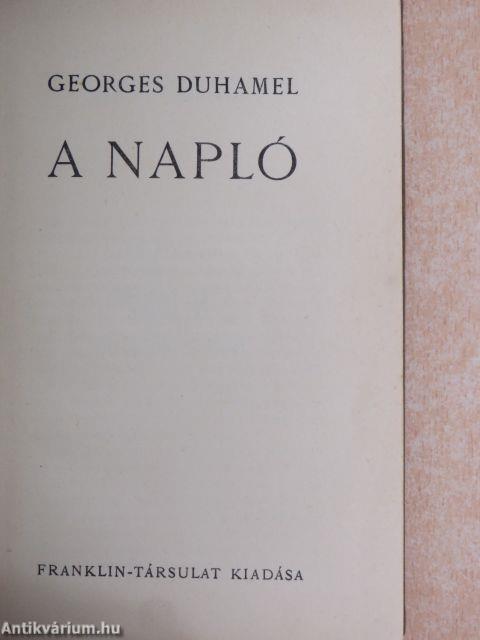 GEORGES DUHAMEL
A NAPLÓ
FRANKLIN-TÁRSULAT KIADÁSA
Antikvárium.hu